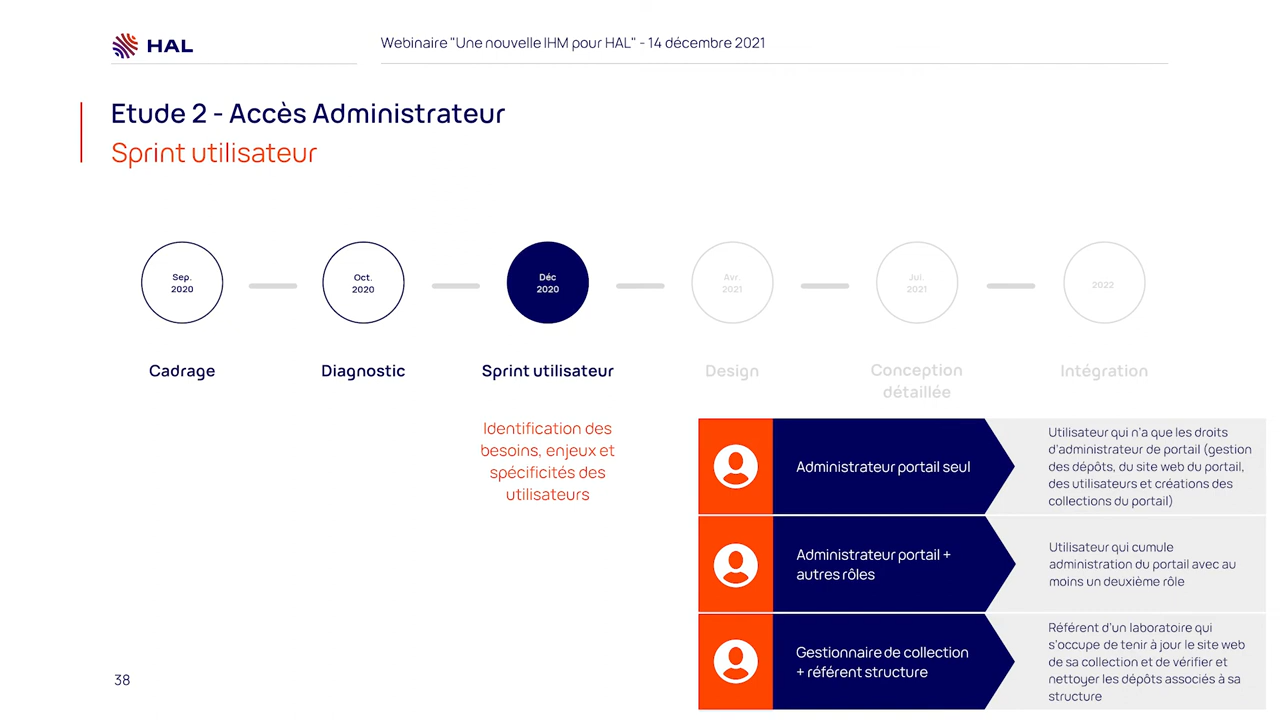 HAL
Webinaire "Une nouvelle IHM pour HAL" - 14 décembre 2021
Etude 2 - Accès Administrateur
Sprint utilisateur
Sep.
2020
Oct.
2020
Déc
2020
Avr.
2021
Jul.
2021
2022
Cadrage
Diagnostic
Sprint utilisateur
Design
Conception
détaillée
Intégration
Identification des
besoins, enjeux et
spécificités des
utilisateurs
Administrateur portail seul
Utilisateur qui n'a que les droits
d'administrateur de portail (gestion
des dépôts, du site web du portail,
des utilisateurs et créations des
collections du portail)
Administrateur portail +
autres rôles
Utilisateur qui cumule
administration du portail avec au
moins un deuxième rôle
Gestionnaire de collection
+ référent structure
Référent d'un laboratoire qui
s'occupe de tenir à jour le site web
de sa collection et de vérifier et
nettoyer les dépôts associés à sa
structure
38